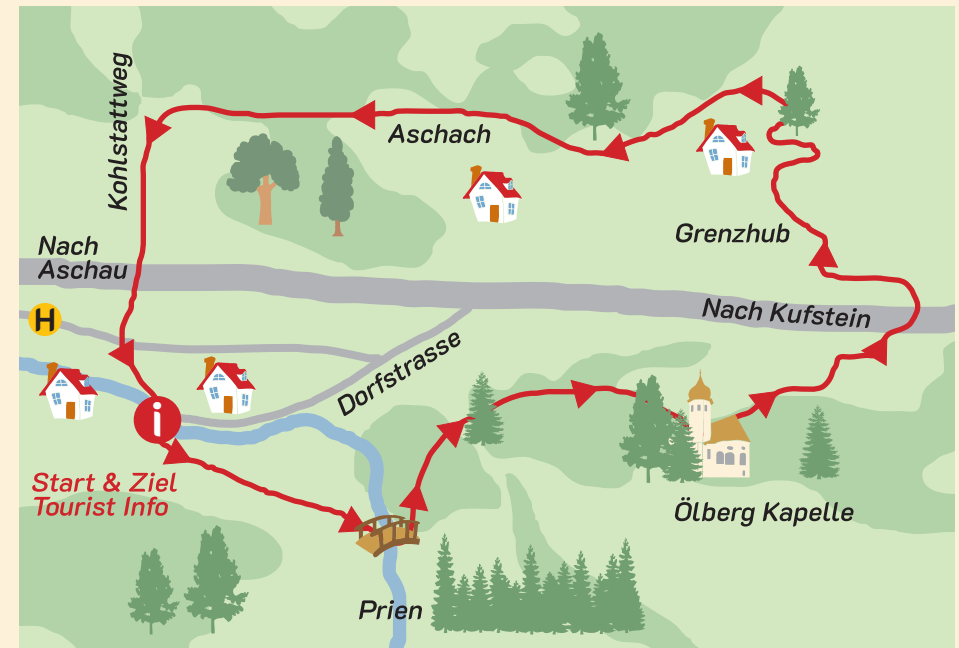 Kohlstattweg
Aschach
Grenzhub
Nach
Aschau
H
Nach Kufstein
Dorfstrasse
i
Start & Ziel
Tourist Info
Ölberg Kapelle
Prien